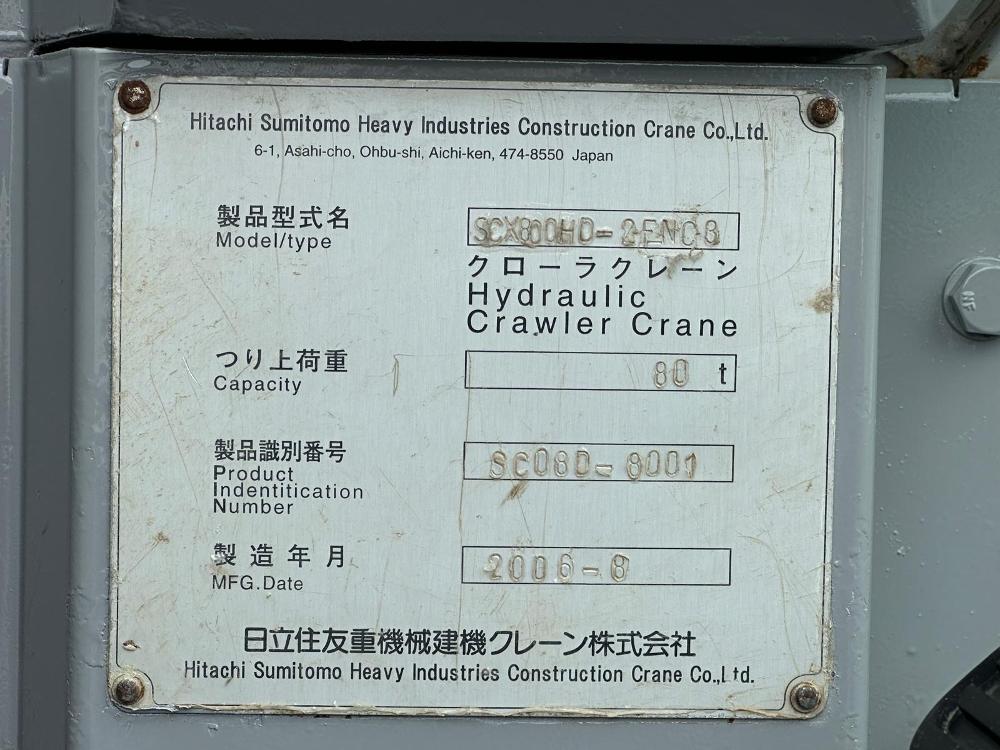 Hitachi Sumitomo Heavy Industries Construction Crane Co.,Ltd.
6-1, Asahi-cho, Ohbu-shi, Aichi-ken, 474-8550 Japan
製品型式名
Model/type
SCX800HD-2ENC8
クローラクレーン
Hydraulic
Crawler Crane
つり上荷重
Capacity
80 t
製品識別番号
Product
Indentitication
Number
SC08D-8001
製造年月
MFG.Date
2006-8
日立住友重機械建機クレーン株式会社
Hitachi Sumitomo Heavy Industries Construction Crane Co.,Ltd.